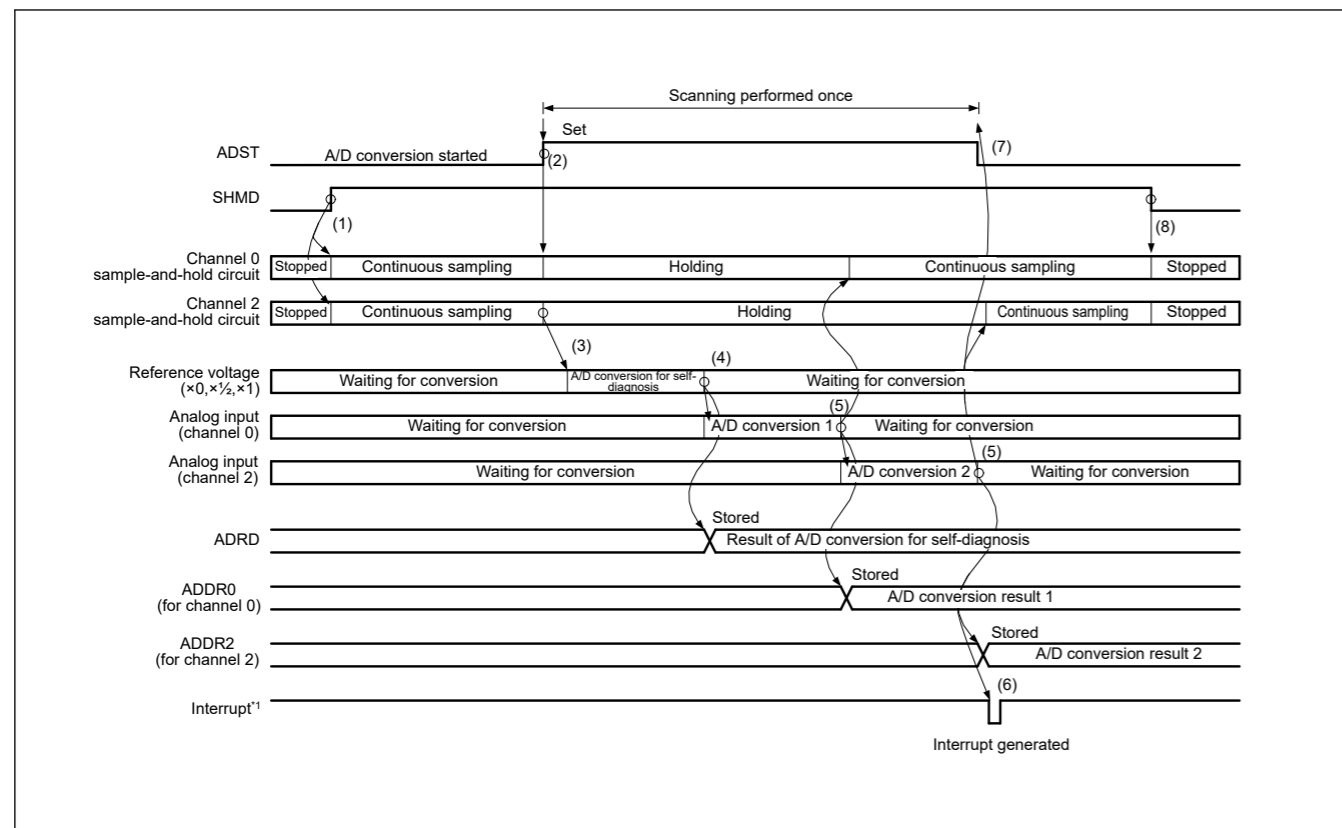 Scanning performed once
Set
ADST
A/D conversion started
(2)
(7)
SHMD
(1)
(8)
Channel 0
sample-and-hold circuit
Stopped
Continuous sampling
Holding
Continuous sampling
Stopped
Channel 2
sample-and-hold circuit
Stopped
Continuous sampling
Holding
Continuous sampling
Stopped
(3)
(4)
Reference voltage
(×0,×½,×1)
Waiting for conversion
A/D conversion for self-
diagnosis
Waiting for conversion
(5)
Analog input
(channel 0)
Waiting for conversion
A/D conversion 1
Waiting for conversion
(5)
Analog input
(channel 2)
Waiting for conversion
A/D conversion 2
Waiting for conversion
Stored
ADRD
Result of A/D conversion for self-diagnosis
Stored
ADDR0
(for channel 0)
A/D conversion result 1
Stored
ADDR2
(for channel 2)
A/D conversion result 2
(6)
Interrupt*1
Interrupt generated